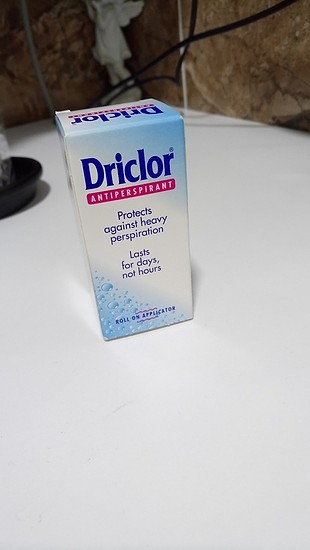 Driclor
Driclor®
ANTIPERSPIRANT
Protects
against heavy
perspiration
Lasts
for days,
not hours
ROLL ON APPLICATOR